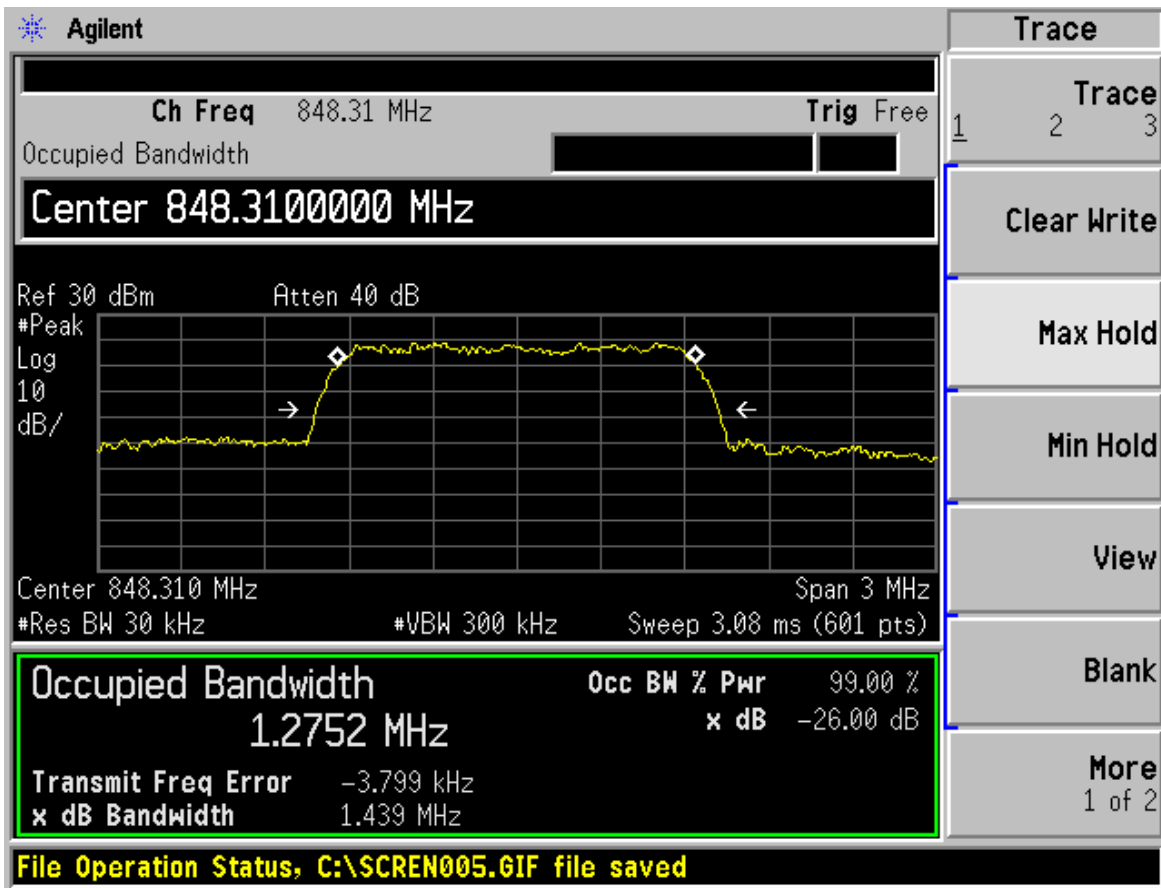 Agilent
Trace
Ch Freq 848.31 MHz Trig Free
Occupied Bandwidth
Center 848.3100000 MHz
Ref 30 dBm Atten 40 dB
#Peak
Log
10
dB/
Center 848.310 MHz Span 3 MHz
#Res BW 30 kHz #VBW 300 kHz Sweep 3.08 ms (601 pts)
Occupied Bandwidth
1.2752 MHz
Occ BW % Pwr 99.00 %
x dB -26.00 dB
Transmit Freq Error -3.799 kHz
x dB Bandwidth 1.439 MHz
File Operation Status, C:\SCREN005.GIF file saved
Trace
1 2 3
Clear Write
Max Hold
Min Hold
View
Blank
More
1 of 2